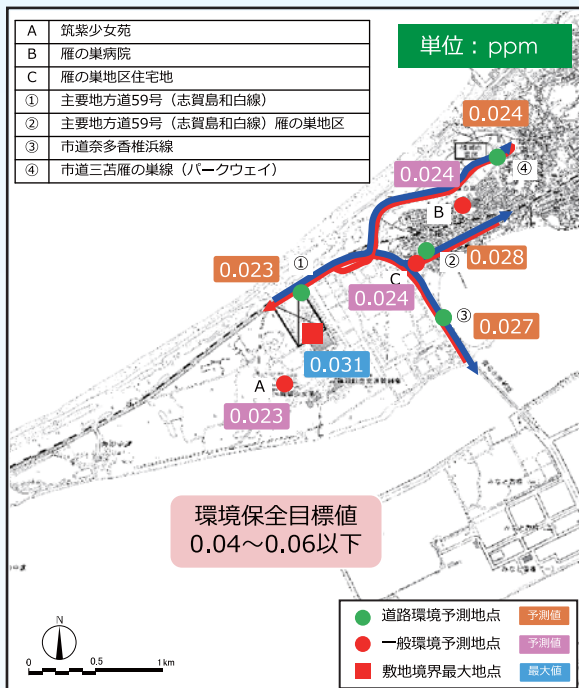 A 筑紫少女苑
B 雁の巣病院
C 雁の巣地区住宅地
① 主要地方道59号（志賀島和白線）
② 主要地方道59号（志賀島和白線）雁の巣地区
③ 市道奈多香椎浜線
④ 市道三苫雁の巣線（パークウェイ）
単位：ppm
0.024
④
0.024
B
①
0.023
②
0.028
C
0.024
③
0.027
0.031
A
0.023
環境保全目標値
0.04～0.06以下
N
0 0.5 1km
道路環境予測地点 予測値
一般環境予測地点 予測値
敷地境界最大地点 最大値